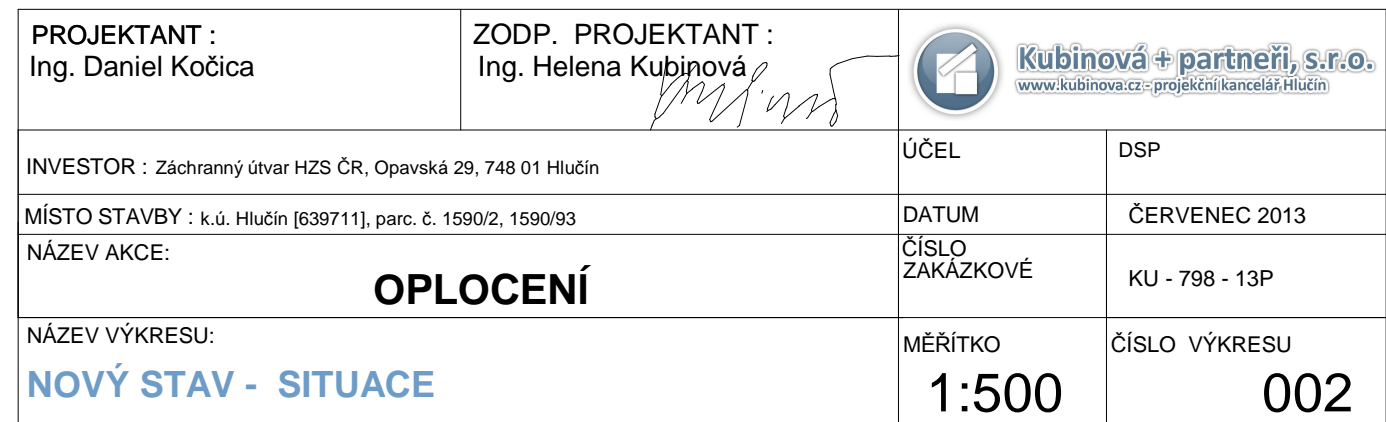 PROJEKTANT :
Ing. Daniel Kočica
ZODP. PROJEKTANT :
Ing. Helena Kubinová
Kubinová + partneři, s.r.o.
www.kubinova.cz - projekční kancelář Hlučín
INVESTOR : Záchranný útvar HZS ČR, Opavská 29, 748 01 Hlučín
ÚČEL
DSP
MÍSTO STAVBY : k.ú. Hlučín [639711], parc. č. 1590/2, 1590/93
DATUM
ČERVENEC 2013
NÁZEV AKCE:
OPLOCENÍ
ČÍSLO
ZAKÁZKOVÉ
KU - 798 - 13P
NÁZEV VÝKRESU:
NOVÝ STAV - SITUACE
MĚŘÍTKO
1:500
ČÍSLO VÝKRESU
002